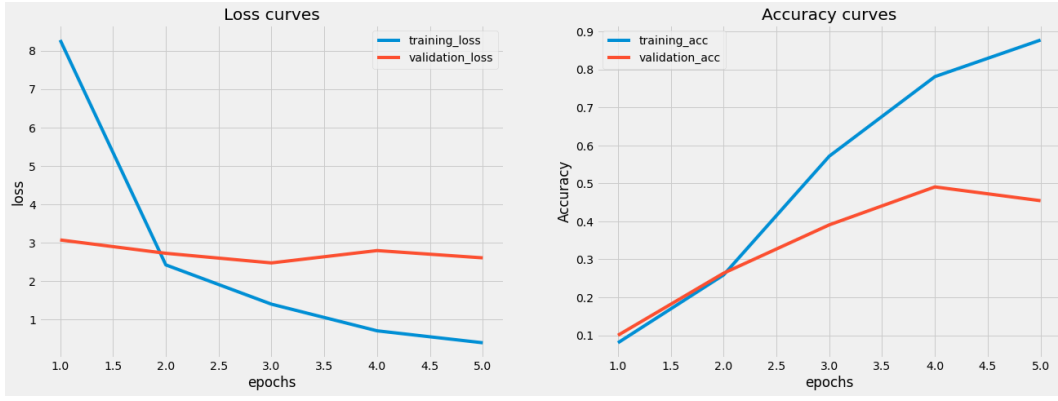 Loss curves
training_loss
validation_loss
8
7
6
5
4
3
2
1
loss
1.0 1.5 2.0 2.5 3.0 3.5 4.0 4.5 5.0
epochs
Accuracy curves
training_acc
validation_acc
0.9
0.8
0.7
0.6
0.5
0.4
0.3
0.2
0.1
Accuracy
1.0 1.5 2.0 2.5 3.0 3.5 4.0 4.5 5.0
epochs